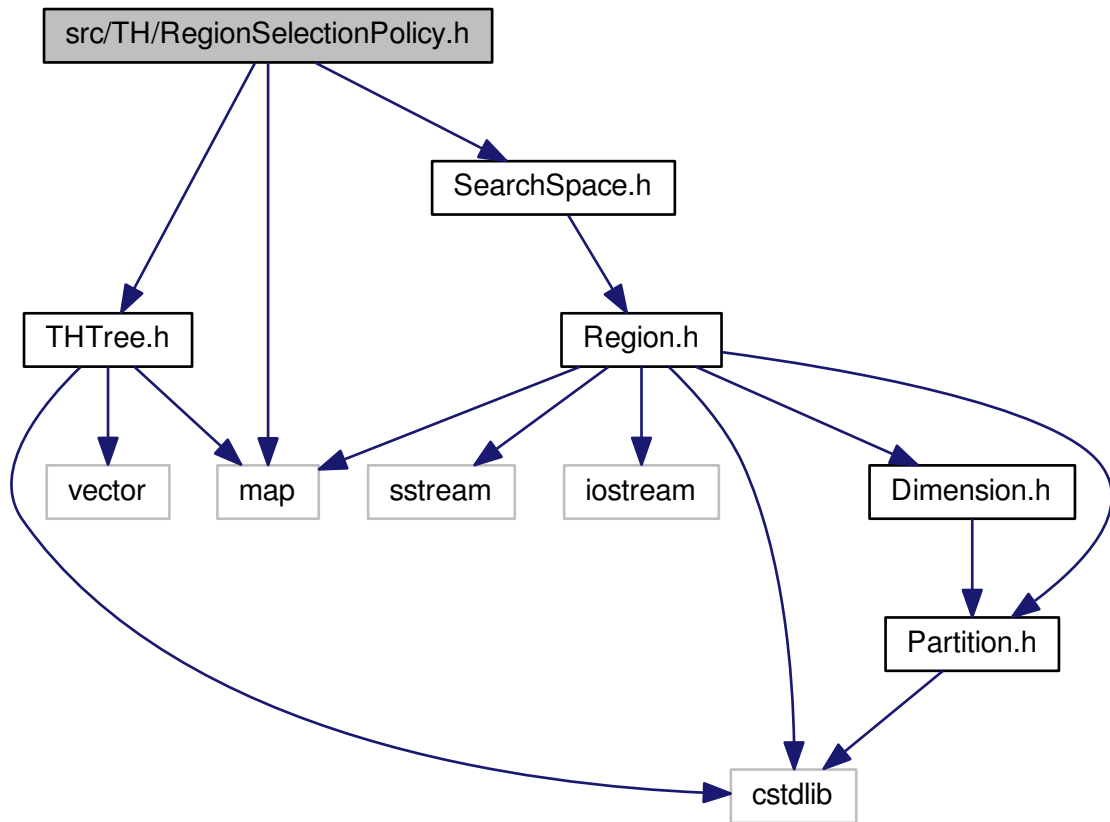 src/TH/RegionSelectionPolicy.h
SearchSpace.h
THTree.h
Region.h
vector
map
sstream
iostream
Dimension.h
Partition.h
cstdlib